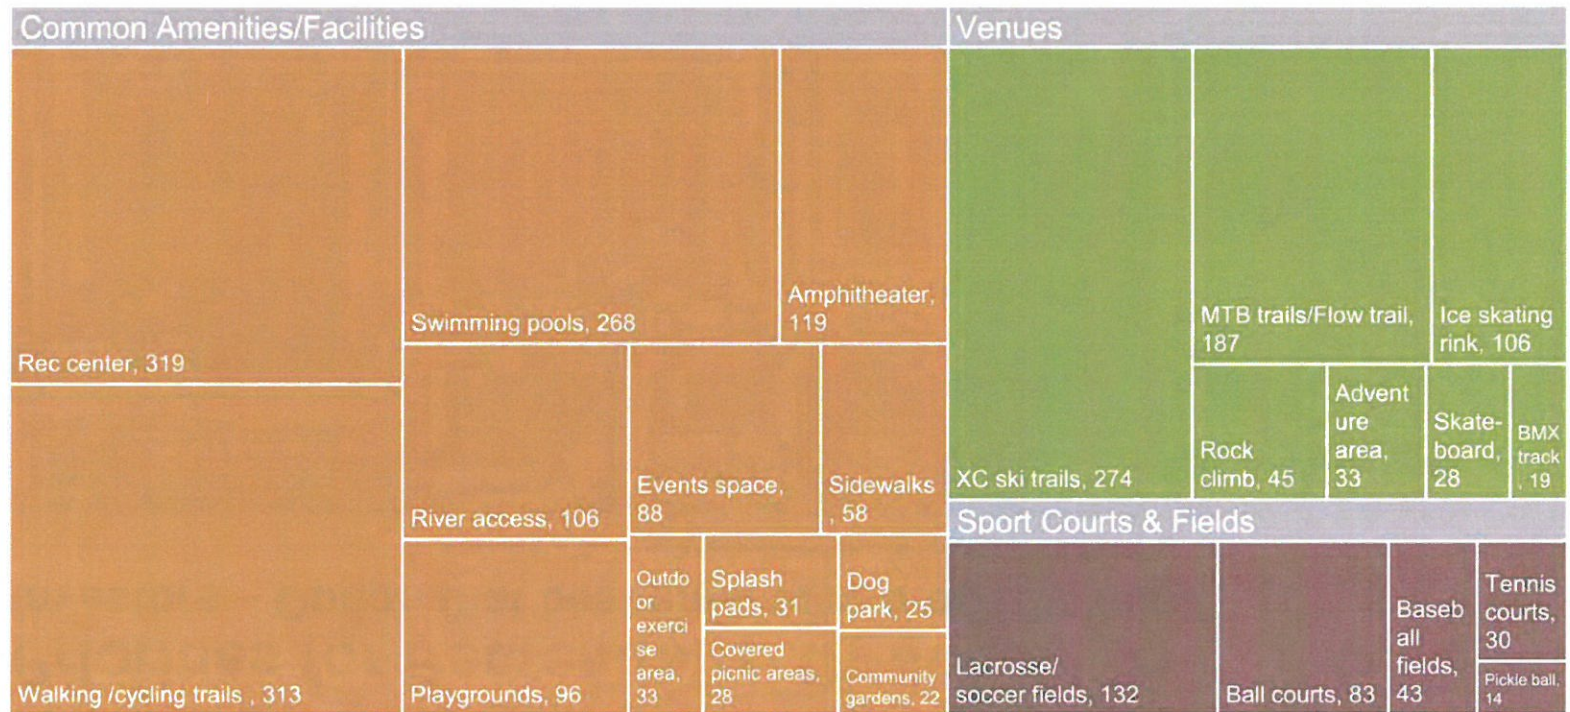 Common Amenities/Facilities
Rec center, 319
Walking /cycling trails , 313
Swimming pools, 268
Amphitheater,
119
River access, 106
Events space,
88
Sidewalks
, 58
Playgrounds, 96
Outdo
or
exerci
se
area,
33
Splash
pads, 31
Dog
park, 25
Covered
picnic areas,
28
Community
gardens, 22
Venues
XC ski trails, 274
MTB trails/Flow trail,
187
Ice skating
rink, 106
Rock
climb, 45
Advent
ure
area,
33
Skate-
board,
28
BMX
track
, 19
Sport Courts & Fields
Lacrosse/
soccer fields, 132
Ball courts, 83
Baseb
all
fields,
43
Tennis
courts,
30
Pickle ball,
14